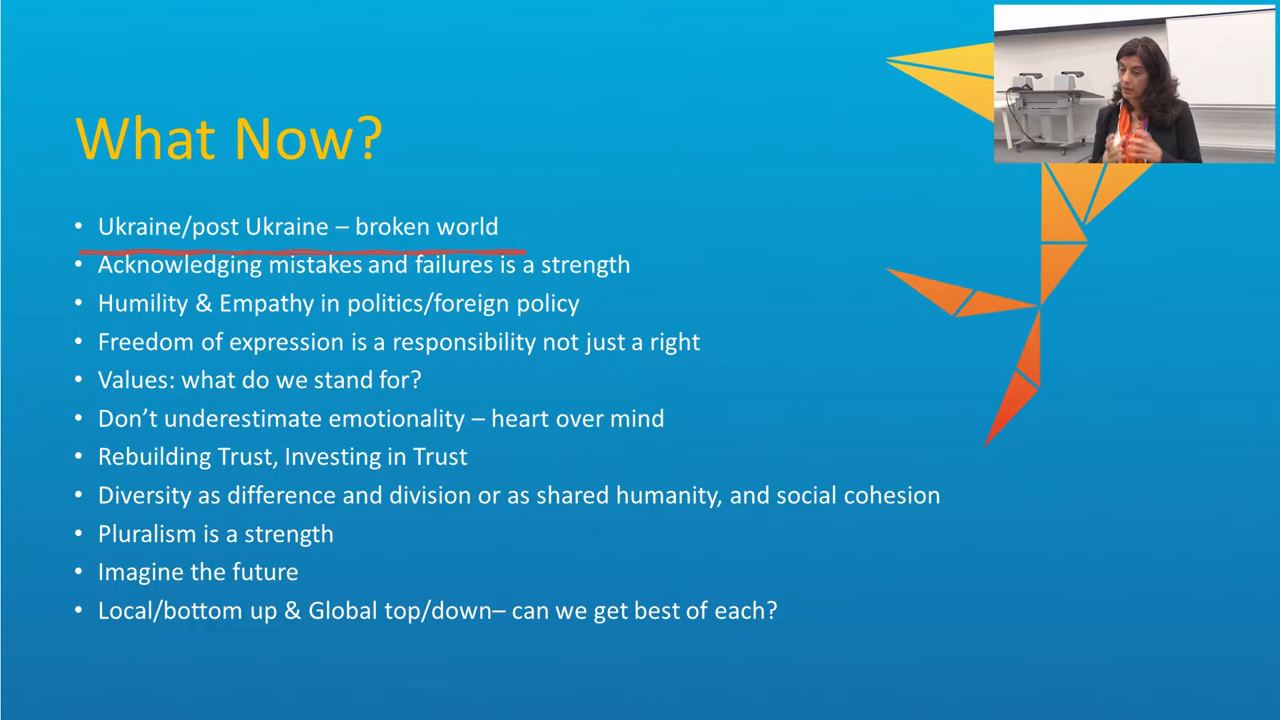 What Now?
• Ukraine/post Ukraine – broken world
• Acknowledging mistakes and failures is a strength
• Humility & Empathy in politics/foreign policy
• Freedom of expression is a responsibility not just a right
• Values: what do we stand for?
• Don’t underestimate emotionality – heart over mind
• Rebuilding Trust, Investing in Trust
• Diversity as difference and division or as shared humanity, and social cohesion
• Pluralism is a strength
• Imagine the future
• Local/bottom up & Global top/down– can we get best of each?